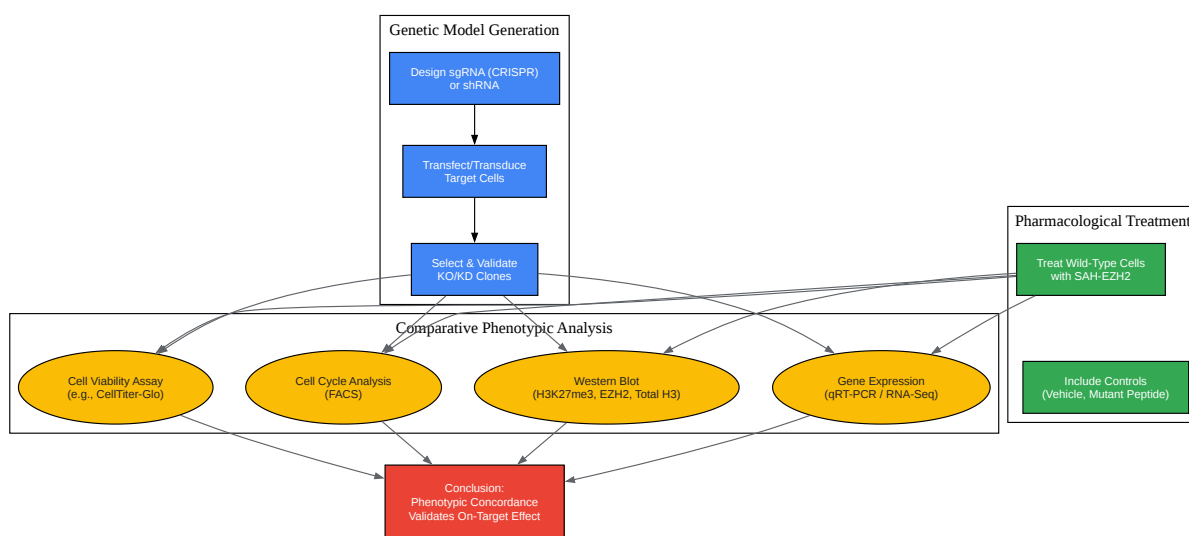 Genetic Model Generation
Design sgRNA (CRISPR)
or shRNA
Transfect/Transduce
Target Cells
Select & Validate
KO/KD Clones
Pharmacological Treatment
Treat Wild-Type Cells
with SAH-EZH2
Include Controls
(Vehicle, Mutant Peptide)
Comparative Phenotypic Analysis
Cell Viability Assay
(e.g., CellTiter-Glo)
Cell Cycle Analysis
(FACS)
Western Blot
(H3K27me3, EZH2, Total H3)
Gene Expression
(qRT-PCR / RNA-Seq)
Conclusion:
Phenotypic Concordance
Validates On-Target Effect